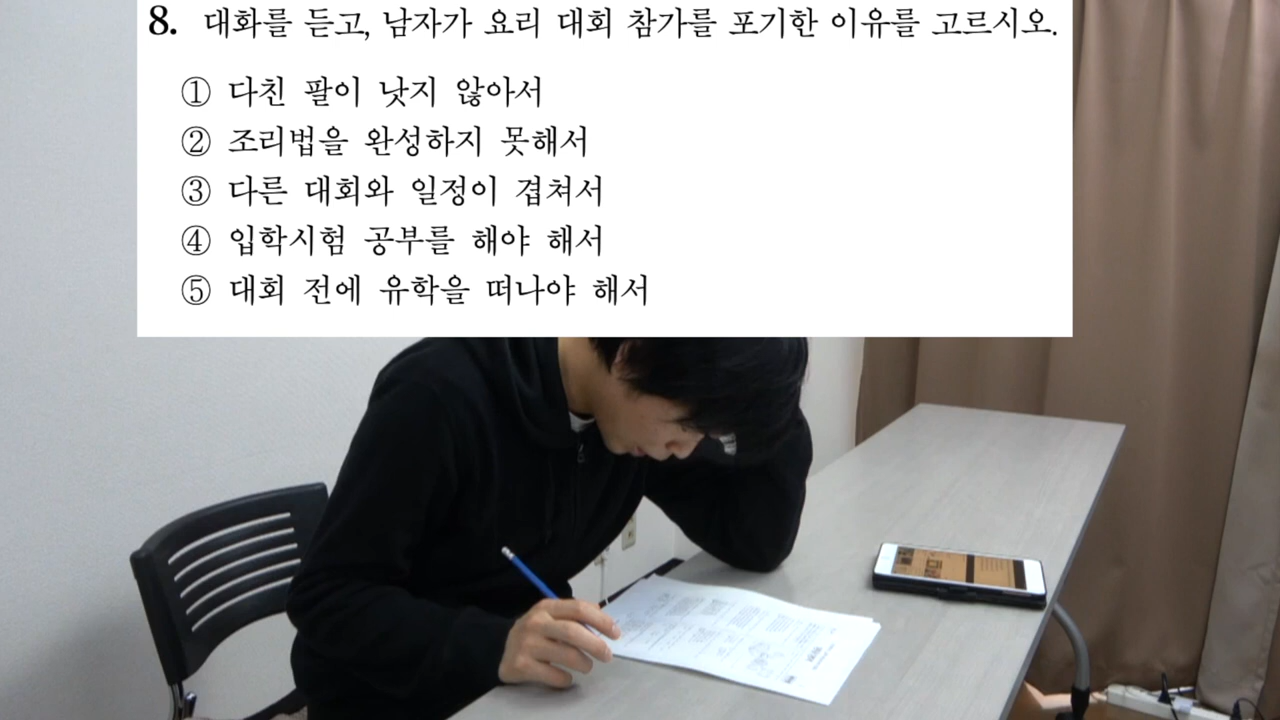 8. 대화를 듣고, 남자가 요리 대회 참가를 포기한 이유를 고르시오.
① 다친 팔이 낫지 않아서
② 조리법을 완성하지 못해서
③ 다른 대회와 일정이 겹쳐서
④ 입학시험 공부를 해야 해서
⑤ 대회 전에 유학을 떠나야 해서